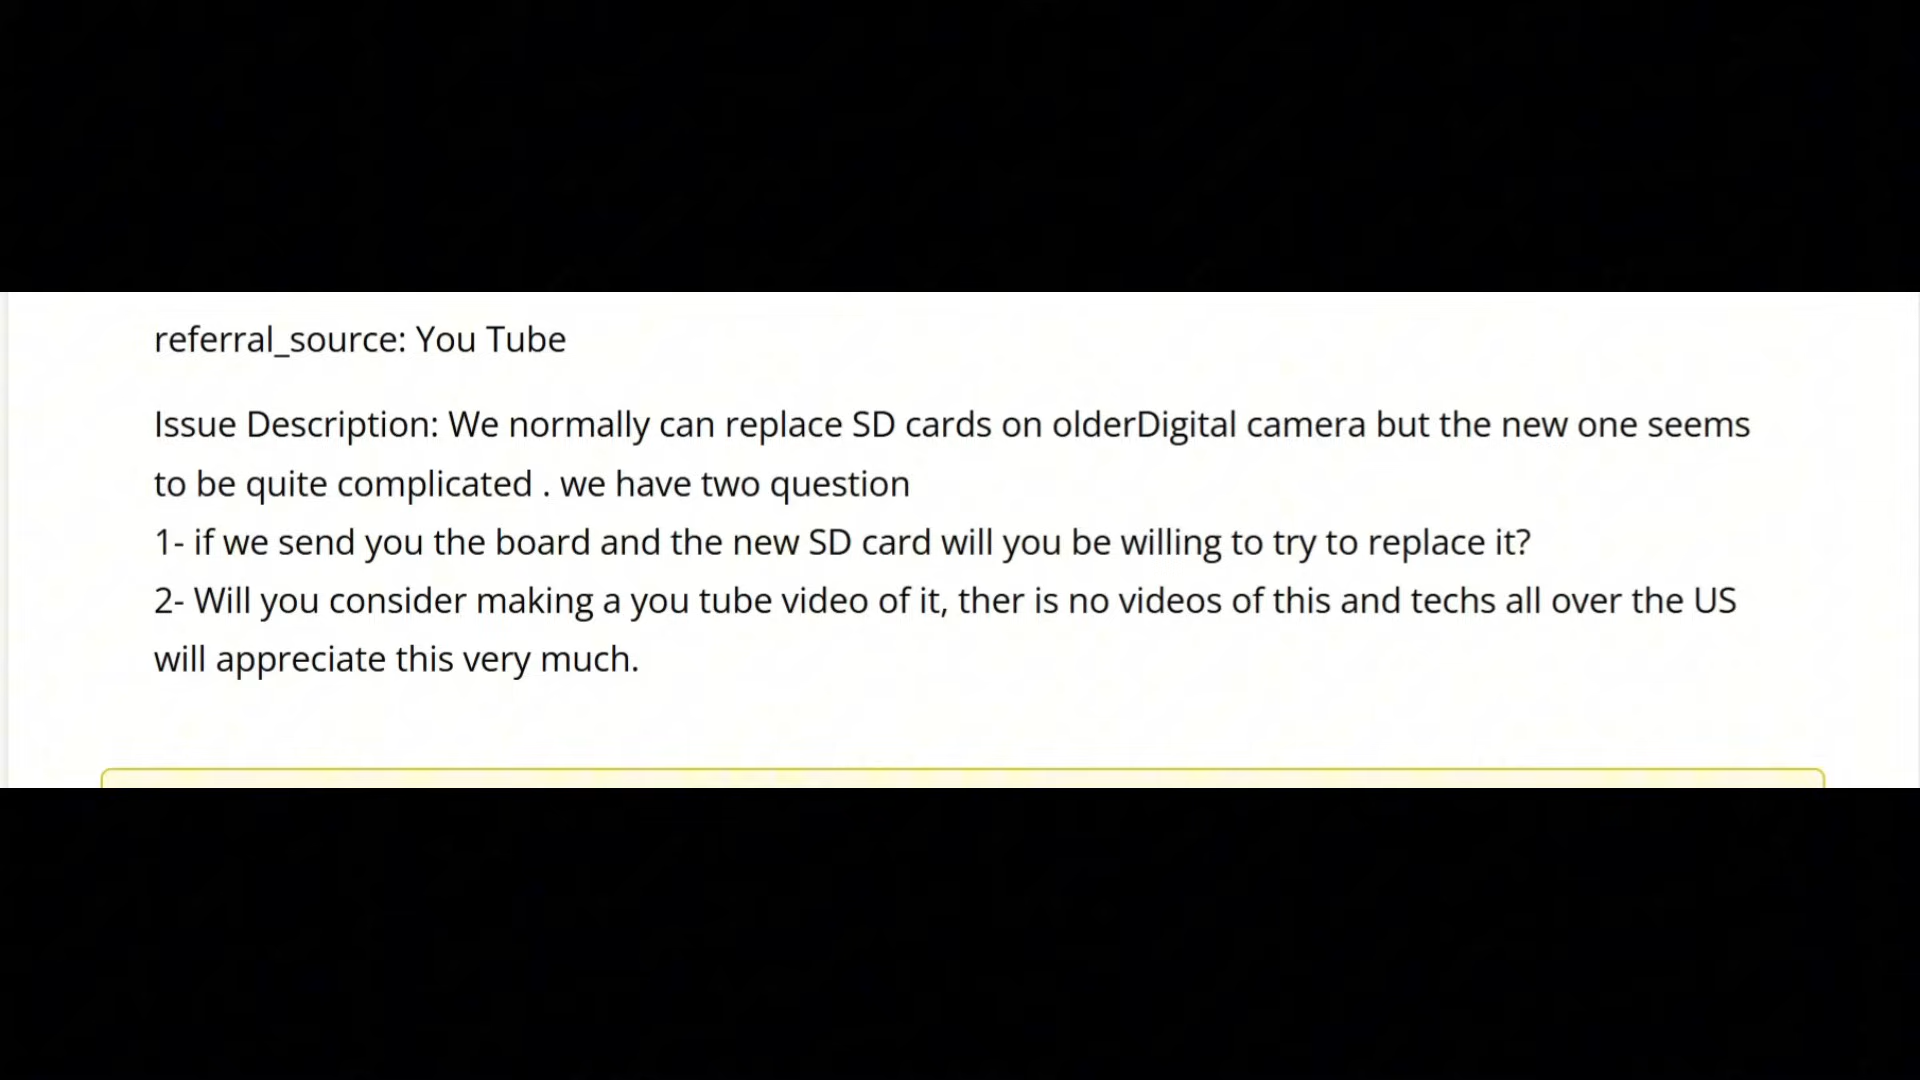 referral_source: You Tube
Issue Description: We normally can replace SD cards on olderDigital camera but the new one seems
to be quite complicated . we have two question
1- if we send you the board and the new SD card will you be willing to try to replace it?
2- Will you consider making a you tube video of it, ther is no videos of this and techs all over the US
will appreciate this very much.